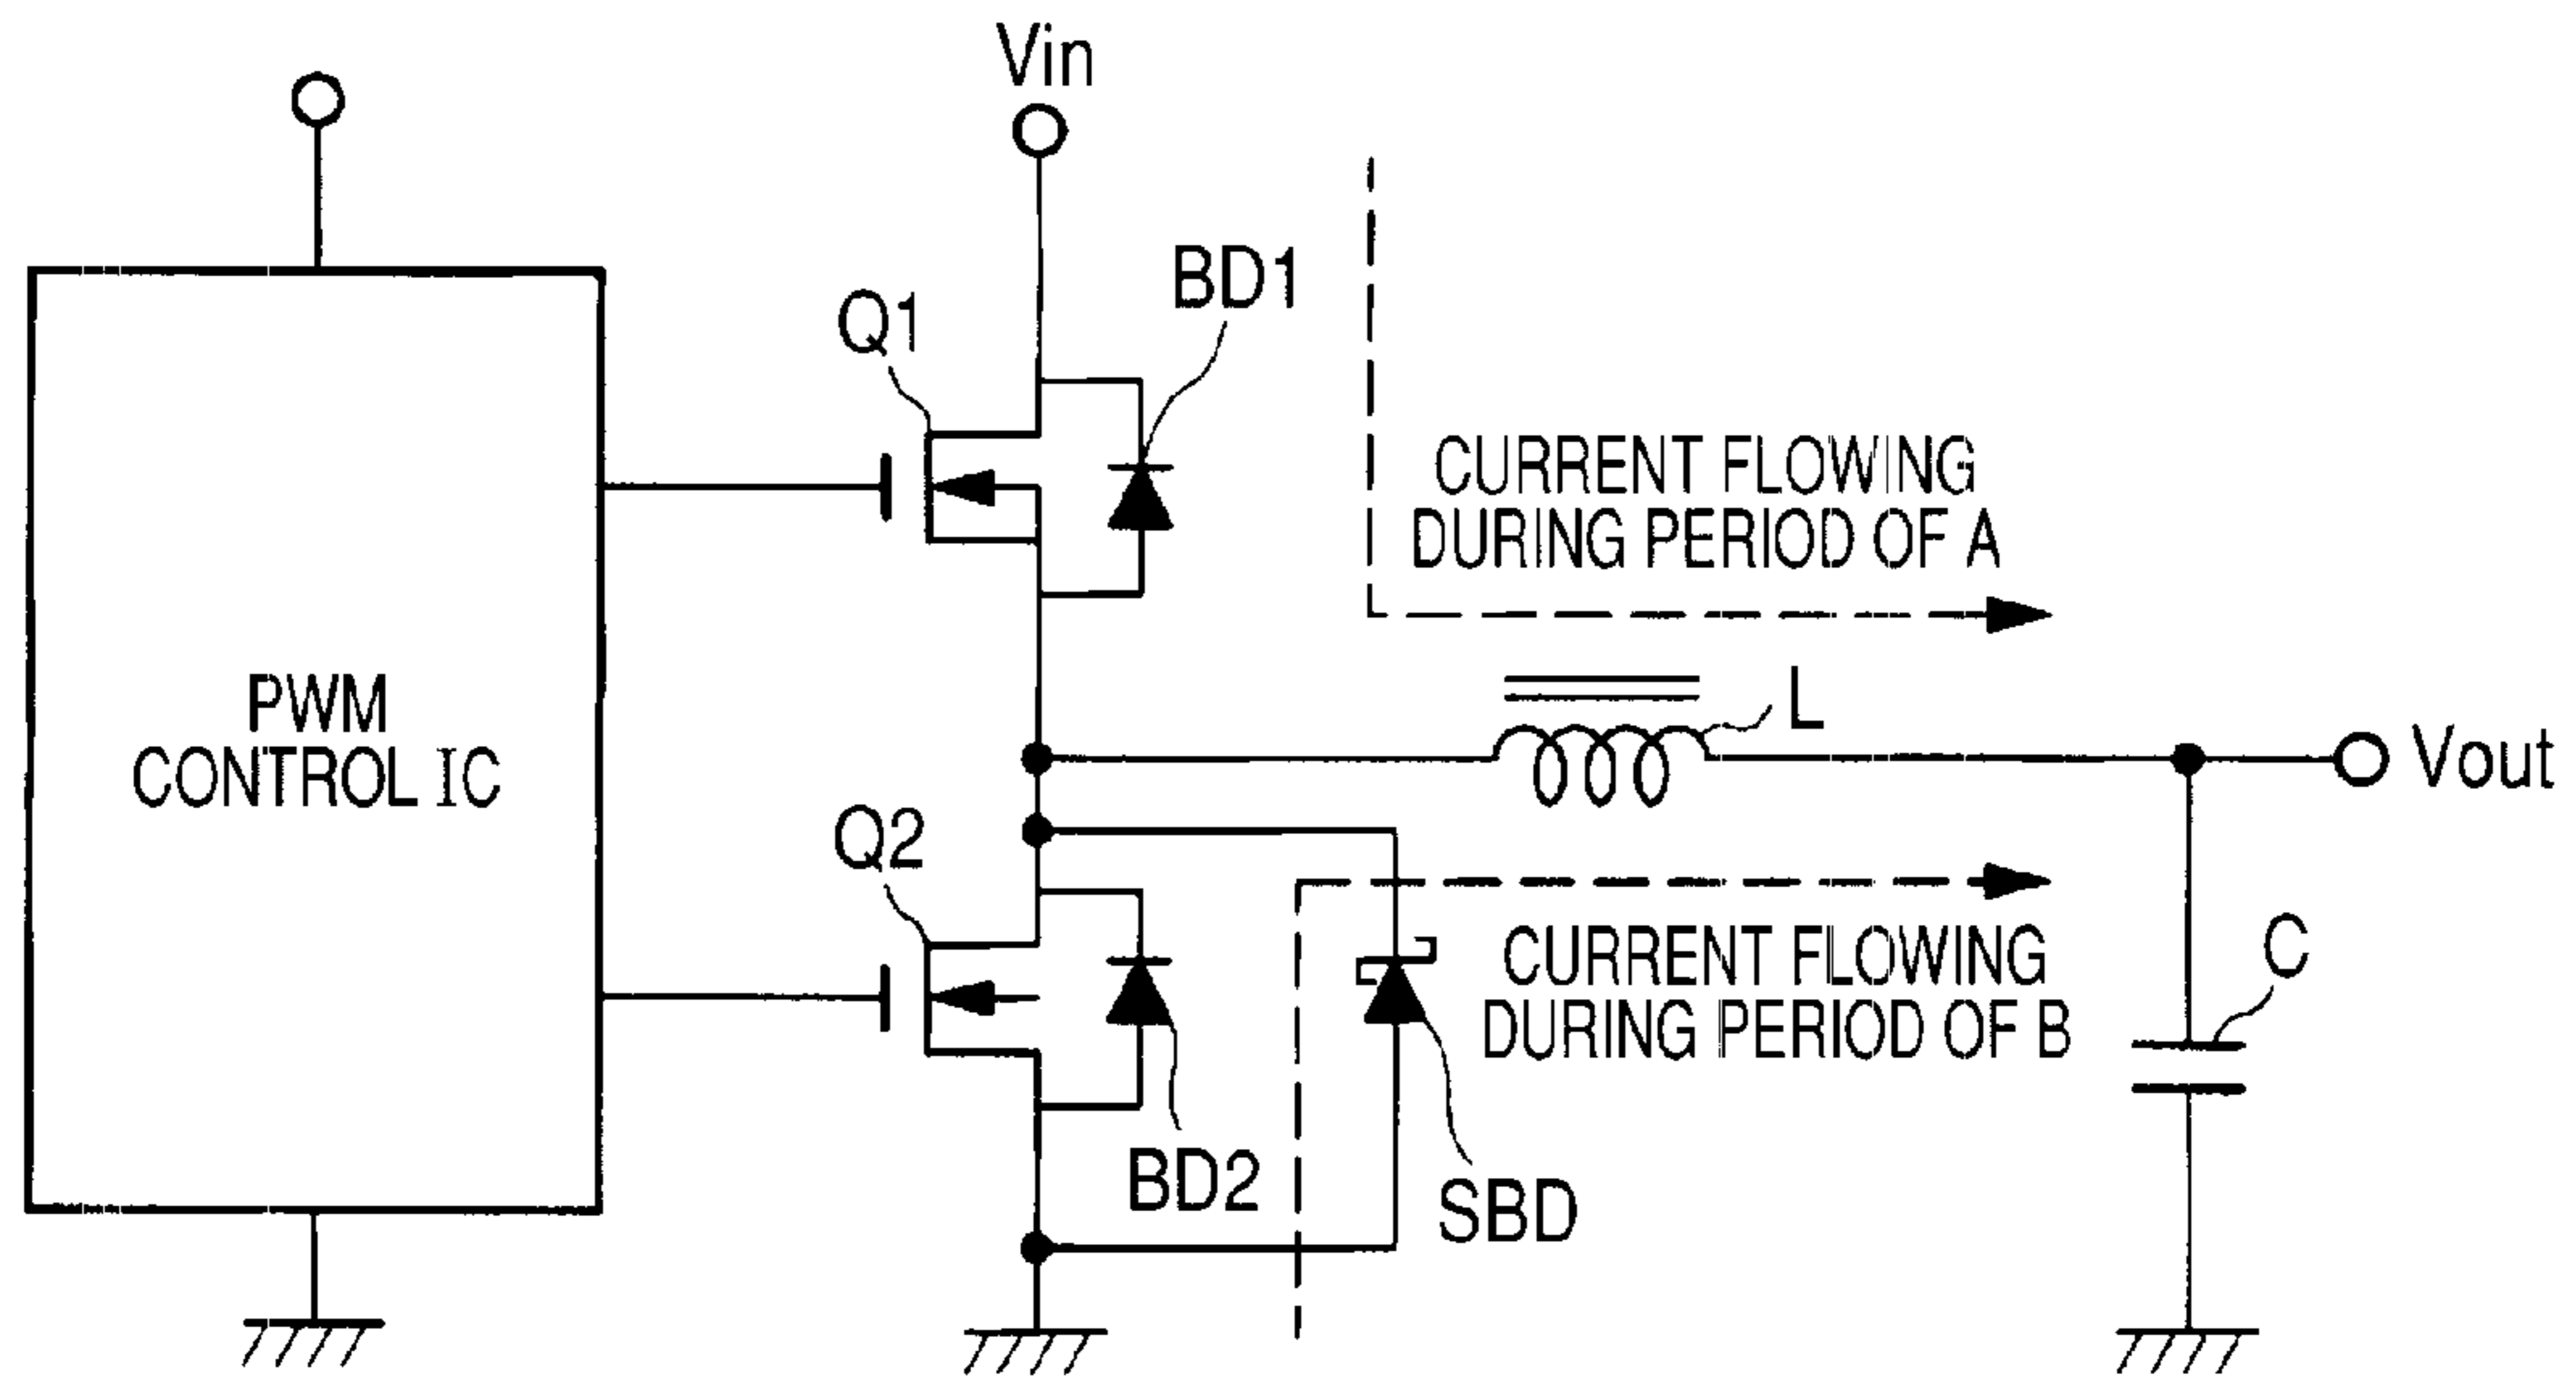 Vin
BD1
Q1
CURRENT FLOWING
DURING PERIOD OF A
PWM
CONTROL IC
L
Vout
Q2
CURRENT FLOWING
DURING PERIOD OF B
C
BD2
SBD